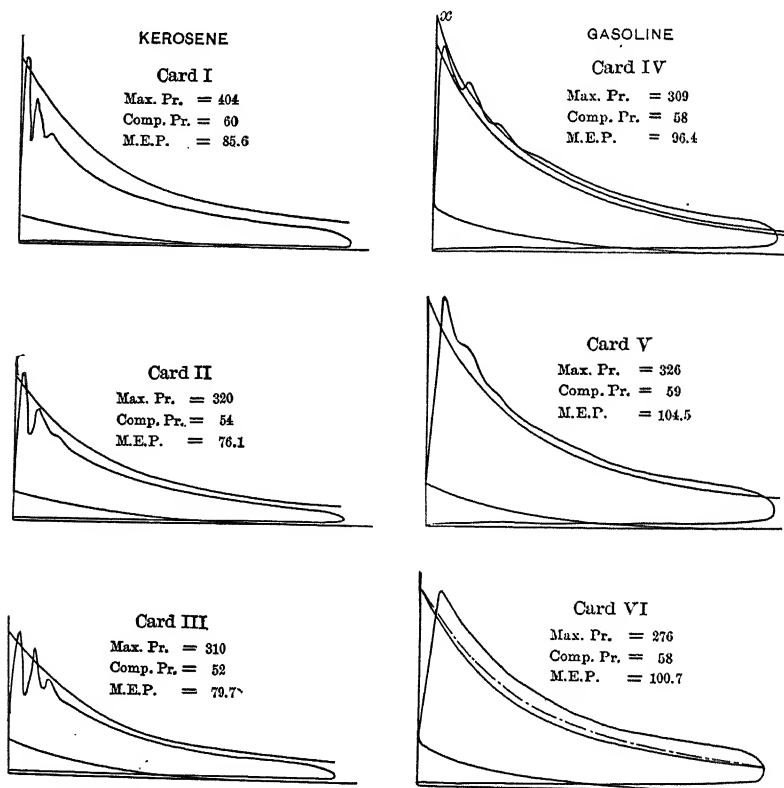 KEROSENE
Card I
Max. Pr. = 404
Comp. Pr. = 60
M.E.P. = 85.6
Card II
Max. Pr. = 320
Comp. Pr. = 54
M.E.P. = 76.1
Card III
Max. Pr. = 310
Comp. Pr. = 52
M.E.P. = 79.7
GASOLINE
x
Card IV
Max. Pr. = 309
Comp. Pr. = 58
M.E.P. = 96.4
Card V
Max. Pr. = 326
Comp. Pr. = 59
M.E.P. = 104.5
Card VI
Max. Pr. = 276
Comp. Pr. = 58
M.E.P. = 100.7